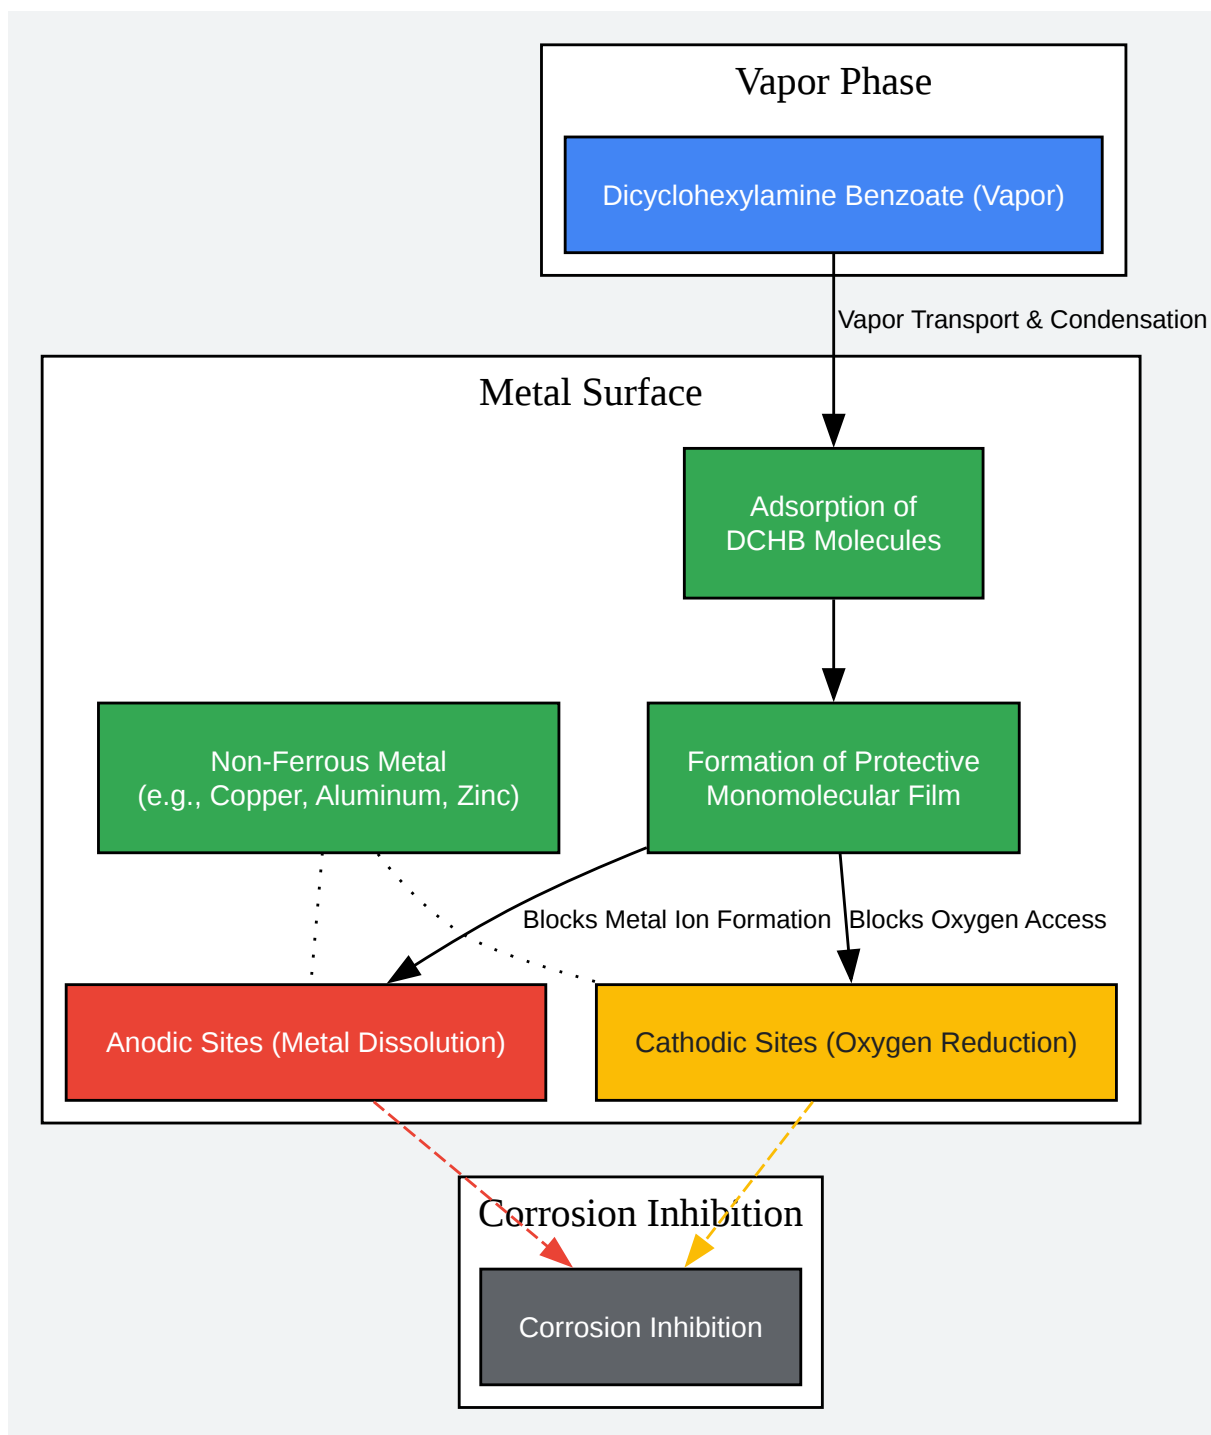 Vapor Phase
Dicyclohexylamine Benzoate (Vapor)
Vapor Transport & Condensation
Metal Surface
Adsorption of
DCHB Molecules
Non-Ferrous Metal
(e.g., Copper, Aluminum, Zinc)
Formation of Protective
Monomolecular Film
Blocks Metal Ion Formation
Blocks Oxygen Access
Anodic Sites (Metal Dissolution)
Cathodic Sites (Oxygen Reduction)
Corrosion Inhibition
Corrosion Inhibition